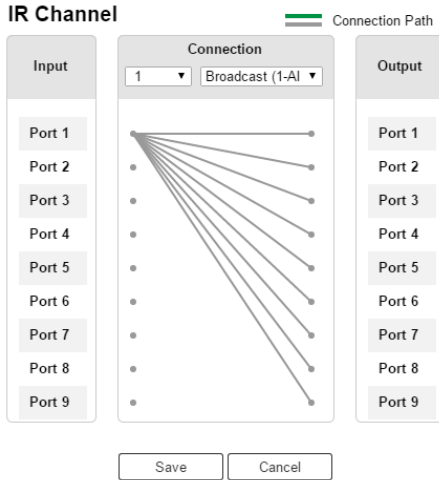 IR Channel
Connection Path
Input
Connection
1
Broadcast (1-Al
Output
Port 1
Port 1
Port 2
Port 2
Port 3
Port 3
Port 4
Port 4
Port 5
Port 5
Port 6
Port 6
Port 7
Port 7
Port 8
Port 8
Port 9
Port 9
Save
Cancel